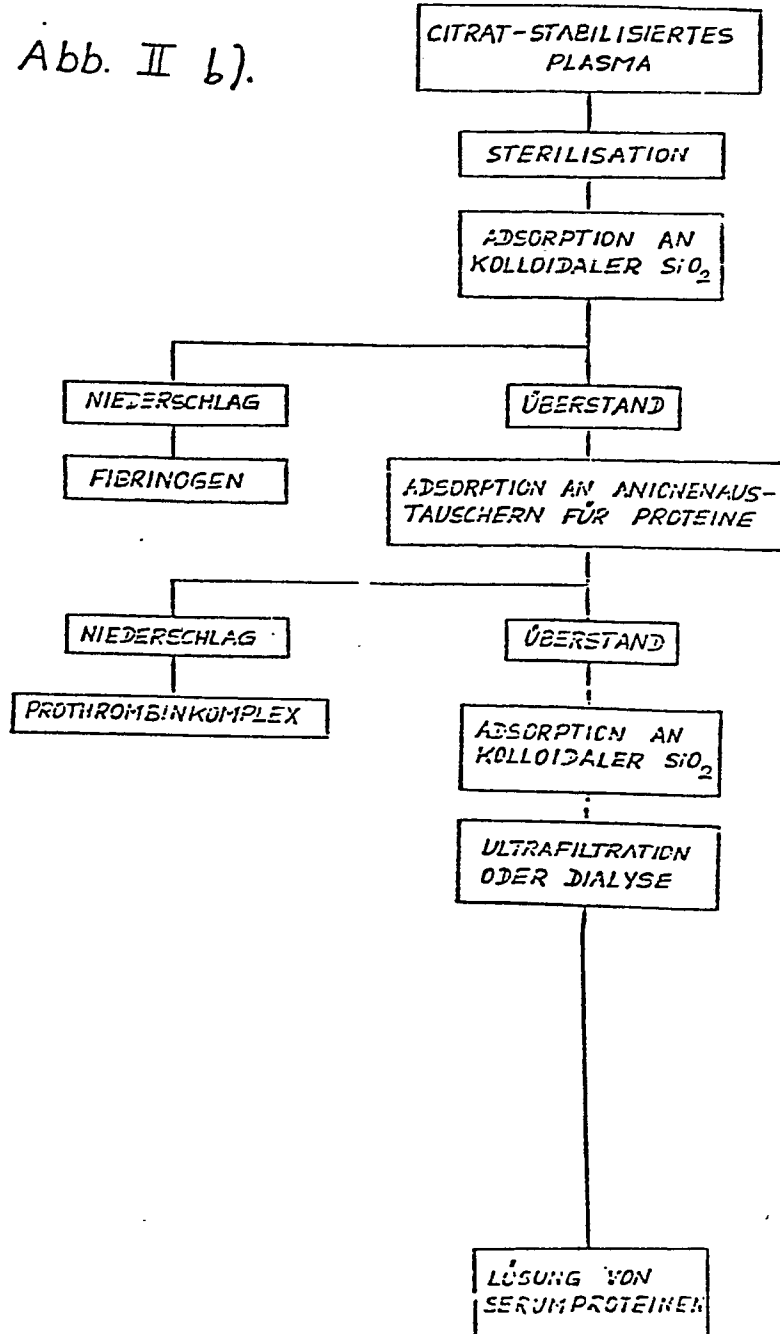 Abb. II b).
CITRAT-STABILISIERTES
PLASMA
STERILISATION
ADSORPTION AN
KOLLOIDALER SiO2
NIEDERSCHLAG
ÜBERSTAND
FIBRINOGEN
ADSORPTION AN ANIONENAUS-
TAUSCHERN FÜR PROTEINE
NIEDERSCHLAG
ÜBERSTAND
PROTHROMBINKOMPLEX
ADSORPTION AN
KOLLOIDALER SiO2
ULTRAFILTRATION
ODER DIALYSE
LÖSUNG VON
SERUMPROTEINEN